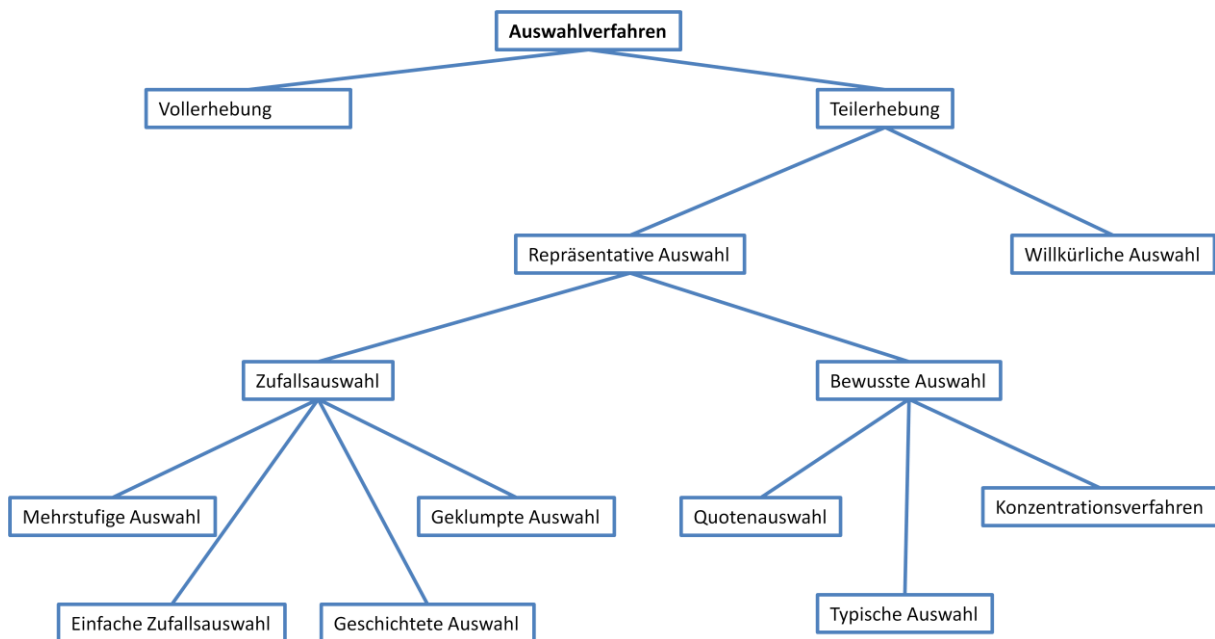 Auswahlverfahren
Vollerhebung
Teilerhebung
Repräsentative Auswahl
Willkürliche Auswahl
Zufallsauswahl
Bewusste Auswahl
Mehrstufige Auswahl
Geklumpte Auswahl
Quotenauswahl
Konzentrationsverfahren
Einfache Zufallsauswahl
Geschichtete Auswahl
Typische Auswahl